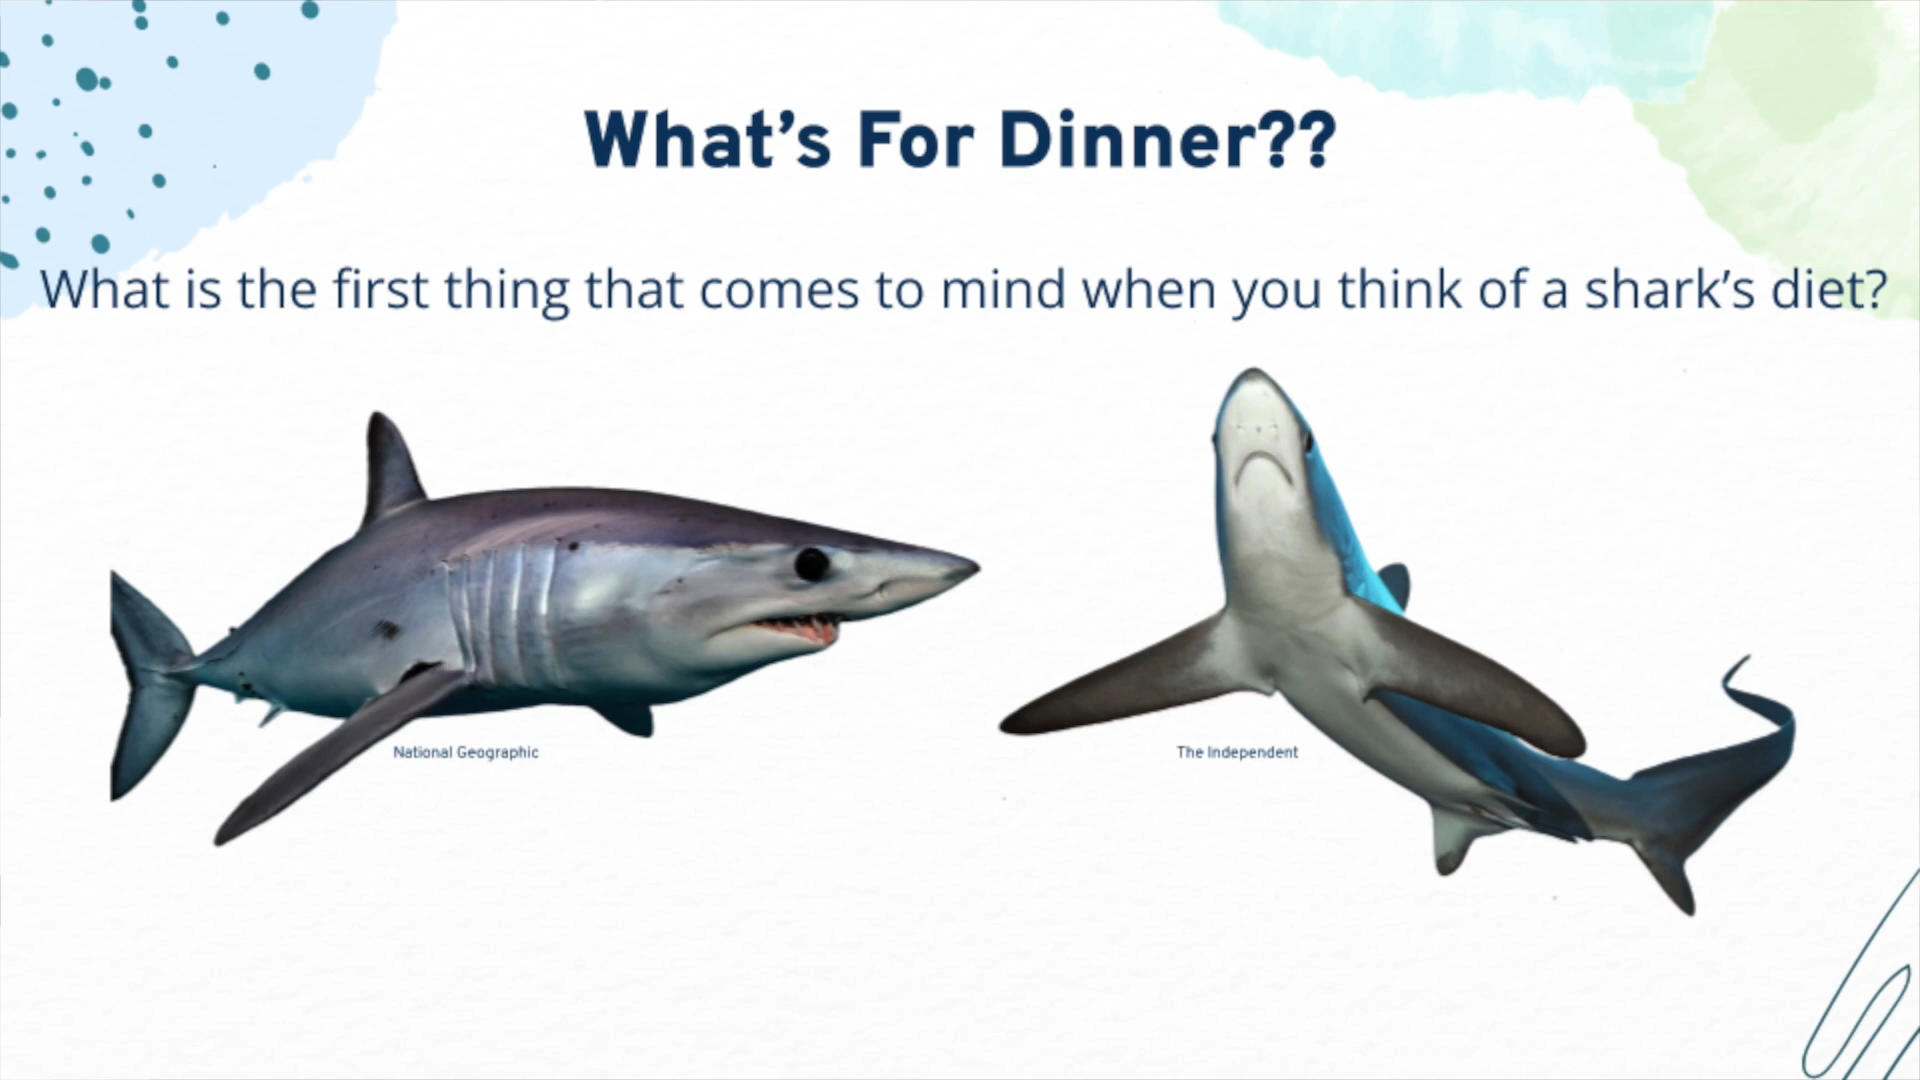 What’s For Dinner??
What is the first thing that comes to mind when you think of a shark’s diet?
National Geographic
The Independent